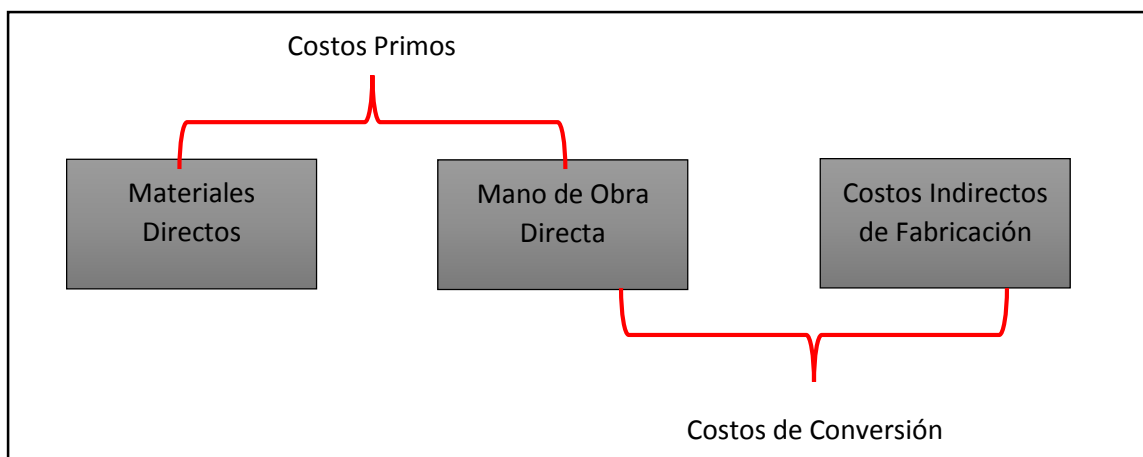 Costos Primos
Materiales
Directos
Mano de Obra
Directa
Costos Indirectos
de Fabricación
Costos de Conversión